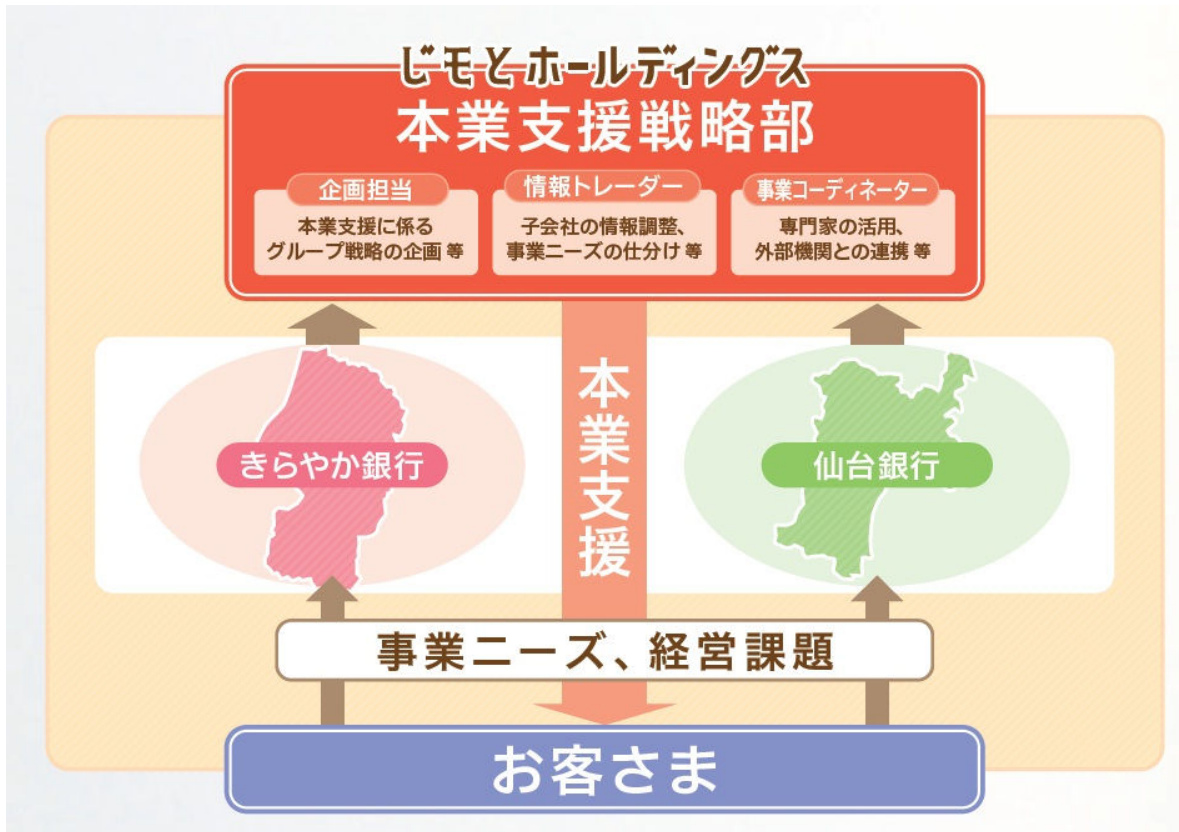 じモとホールディングス
本業支援戦略部
企画担当
本業支援に係る
グループ戦略の企画 等
情報トレーダー
子会社の情報調整、
事業ニーズの仕分け 等
事業コーディネーター
専門家の活用、
外部機関との連携 等
きらやか銀行
本業支援
仙台銀行
事業ニーズ、経営課題
お客さま